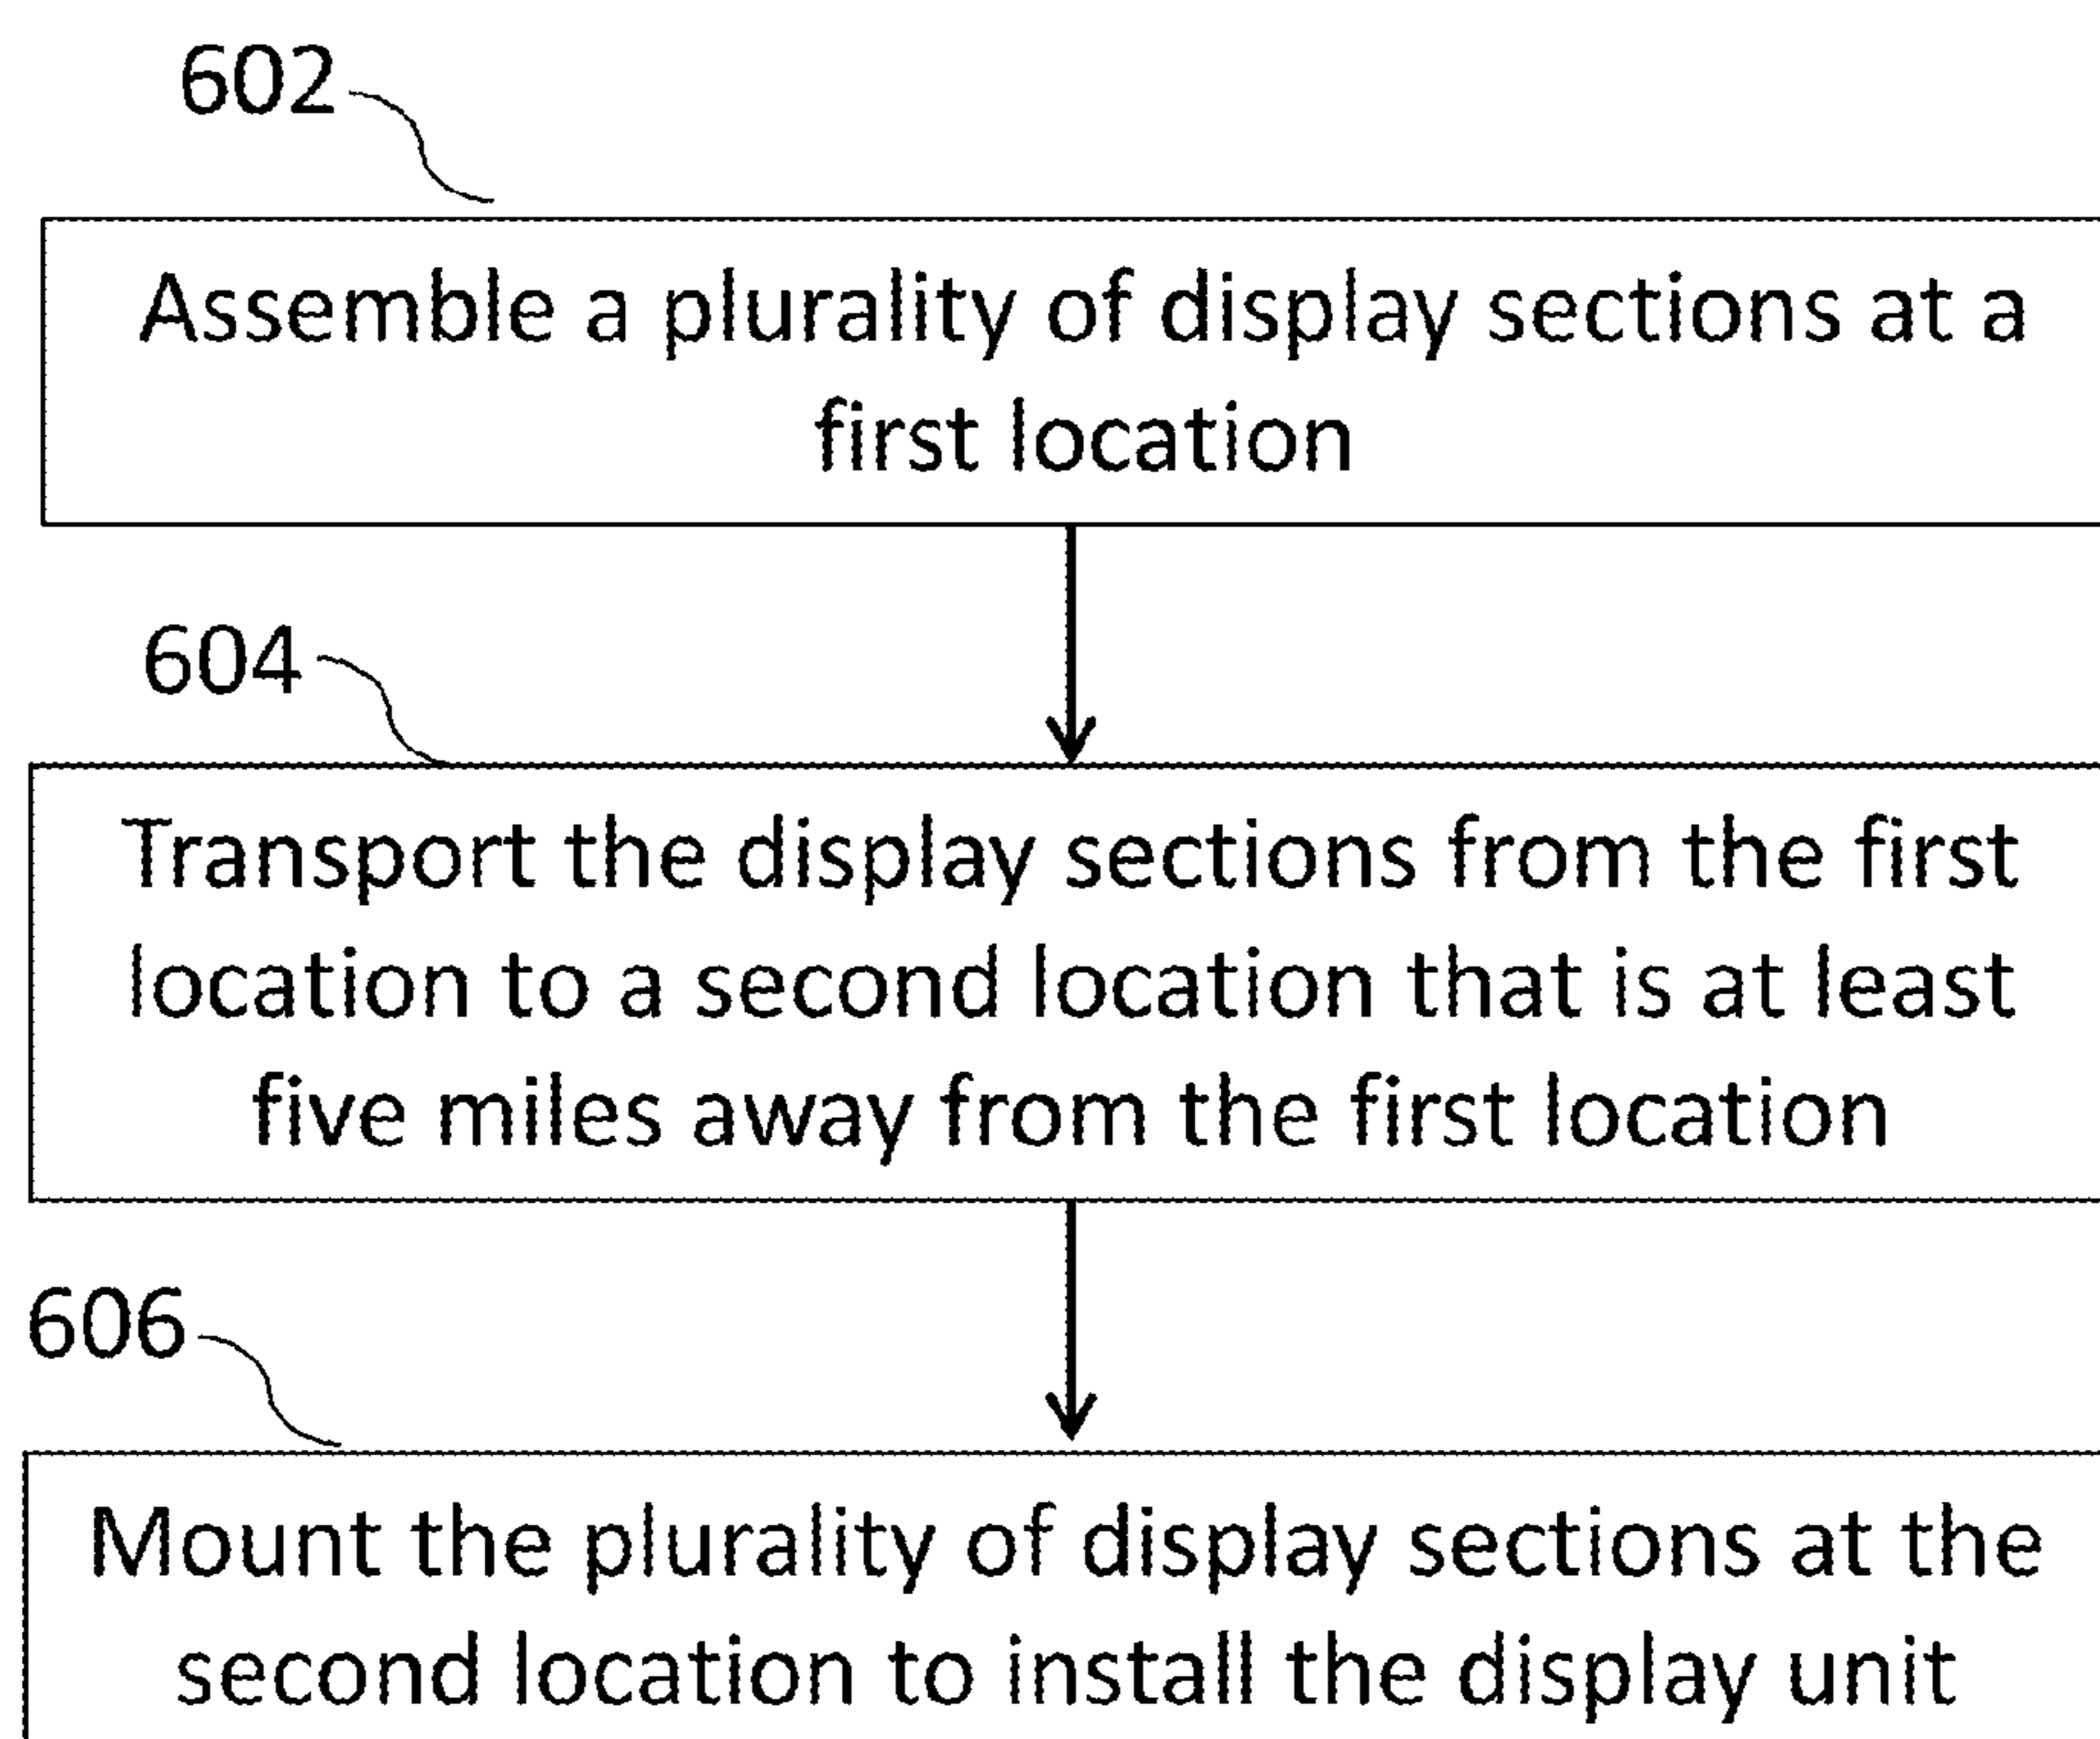 602
Assemble a plurality of display sections at a
first location
604
Transport the display sections from the first
location to a second location that is at least
five miles away from the first location
606
Mount the plurality of display sections at the
second location to install the display unit